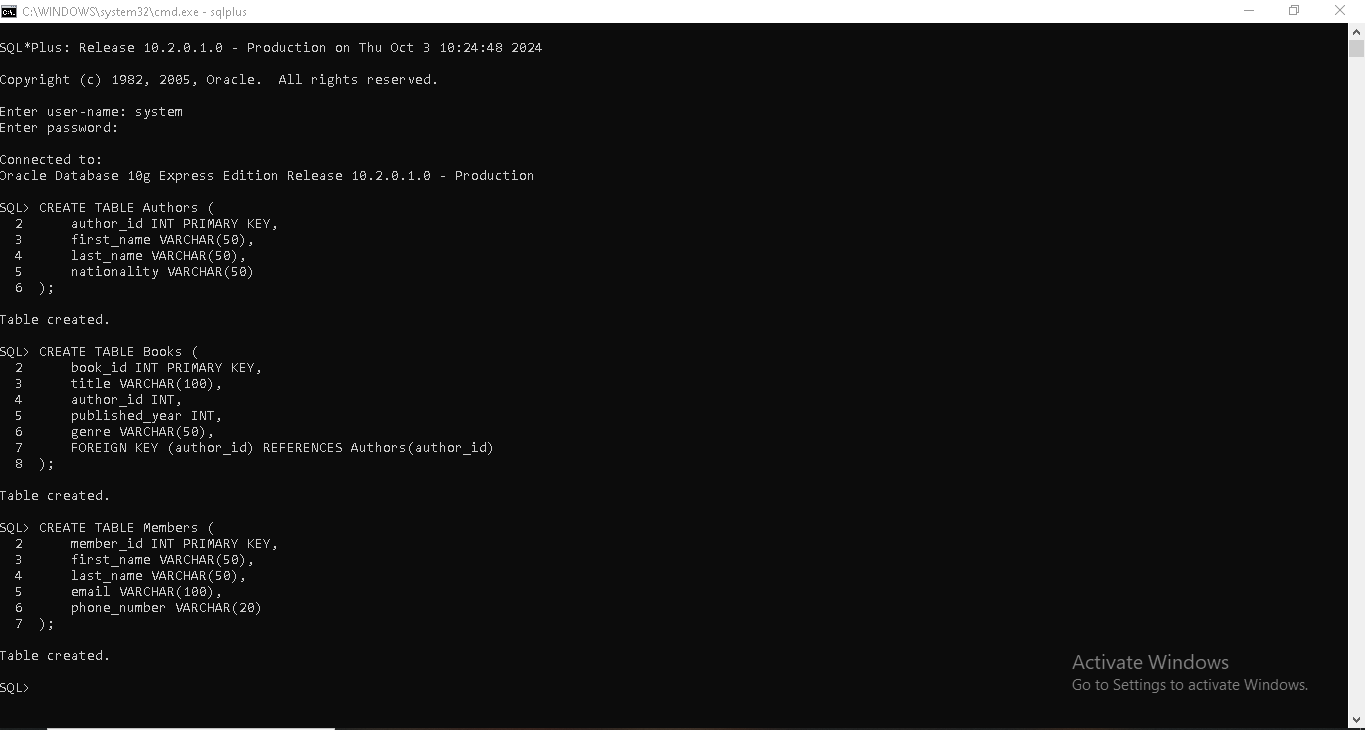 C:\WINDOWS\system32\cmd.exe - sqlplus
SQL*Plus: Release 10.2.0.1.0 - Production on Thu Oct 3 10:24:48 2024
Copyright (c) 1982, 2005, Oracle.  All rights reserved.
Enter user-name: system
Enter password:
Connected to:
Oracle Database 10g Express Edition Release 10.2.0.1.0 - Production
SQL> CREATE TABLE Authors (
  2      author_id INT PRIMARY KEY,
  3      first_name VARCHAR(50),
  4      last_name VARCHAR(50),
  5      nationality VARCHAR(50)
  6  );
Table created.
SQL> CREATE TABLE Books (
  2      book_id INT PRIMARY KEY,
  3      title VARCHAR(100),
  4      author_id INT,
  5      published_year INT,
  6      genre VARCHAR(50),
  7      FOREIGN KEY (author_id) REFERENCES Authors(author_id)
  8  );
Table created.
SQL> CREATE TABLE Members (
  2      member_id INT PRIMARY KEY,
  3      first_name VARCHAR(50),
  4      last_name VARCHAR(50),
  5      email VARCHAR(100),
  6      phone_number VARCHAR(20)
  7  );
Table created.
SQL>
Activate Windows
Go to Settings to activate Windows.